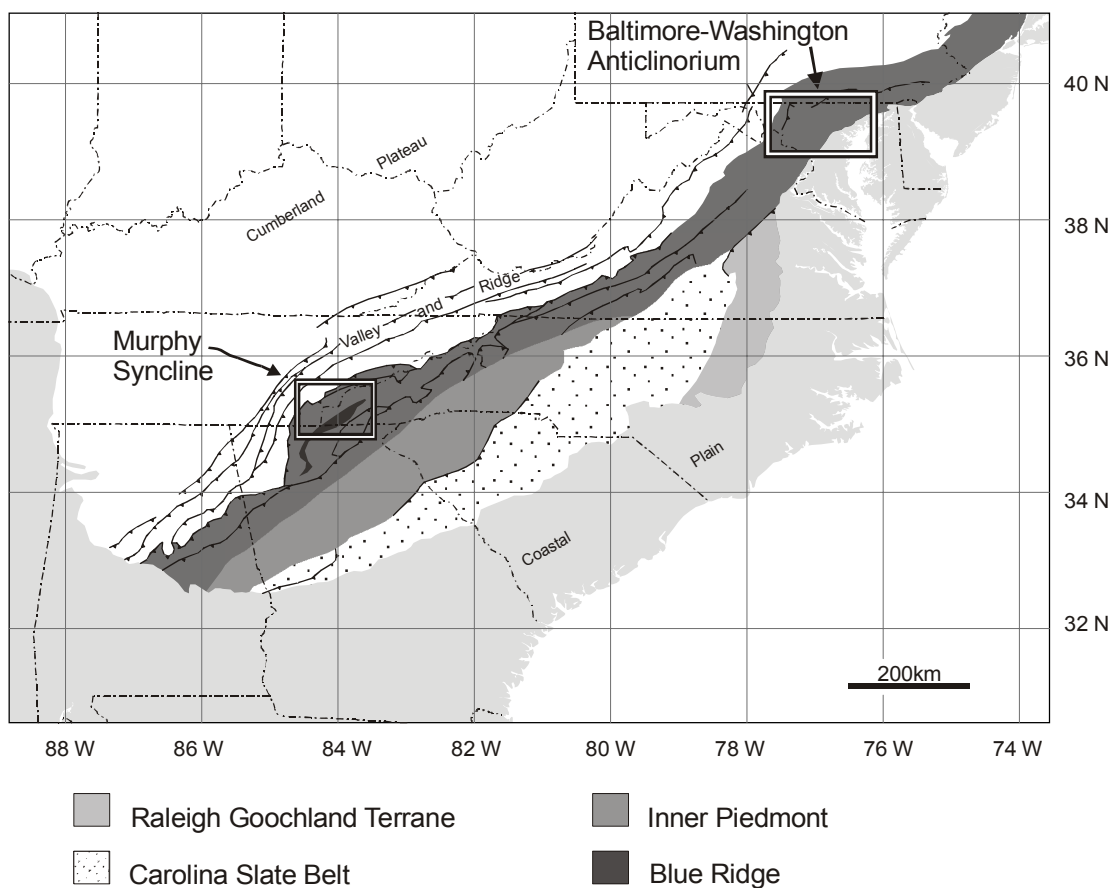 Baltimore-Washington
Anticlinorium
40 N
Plateau
Cumberland
38 N
Ridge
and
Valley
Murphy
Syncline
36 N
Plain
34 N
Coastal
32 N
200km
88 W 86 W 84 W 82 W 80 W 78 W 76 W 74 W
Raleigh Goochland Terrane Inner Piedmont
Carolina Slate Belt Blue Ridge